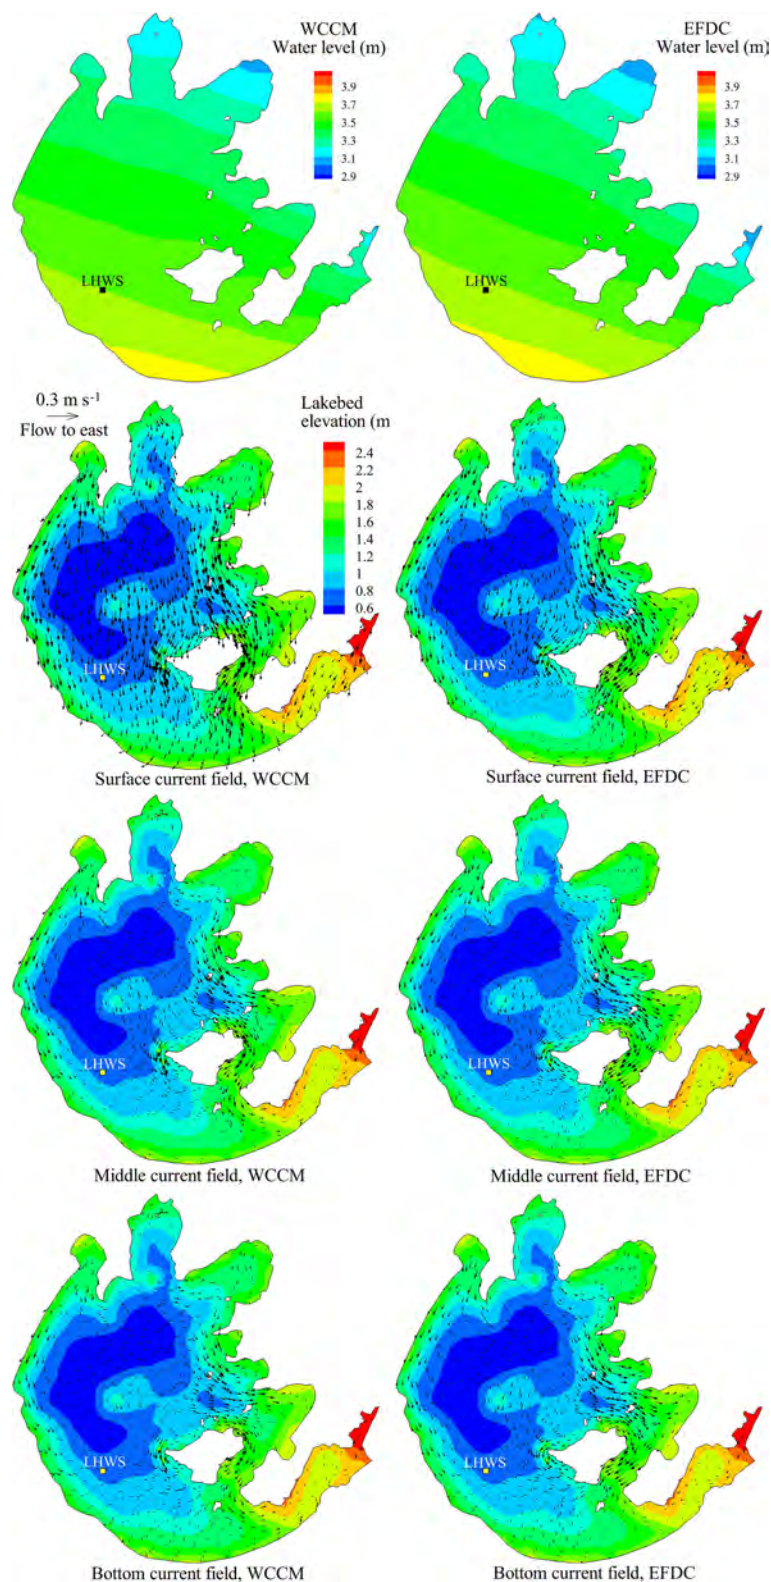 WCCM
Water level (m)
3.9
3.7
3.5
3.3
3.1
2.9
LHWS
EFDC
Water level (m)
3.9
3.7
3.5
3.3
3.1
2.9
LHWS
0.3 m s⁻¹
Flow to east
Lakebed
elevation (m
2.4
2.2
2
1.8
1.6
1.4
1.2
1
0.8
0.6
LHWS
LHWS
Surface current field, WCCM
Surface current field, EFDC
LHWS
LHWS
Middle current field, WCCM
Middle current field, EFDC
LHWS
LHWS
Bottom current field, WCCM
Bottom current field, EFDC